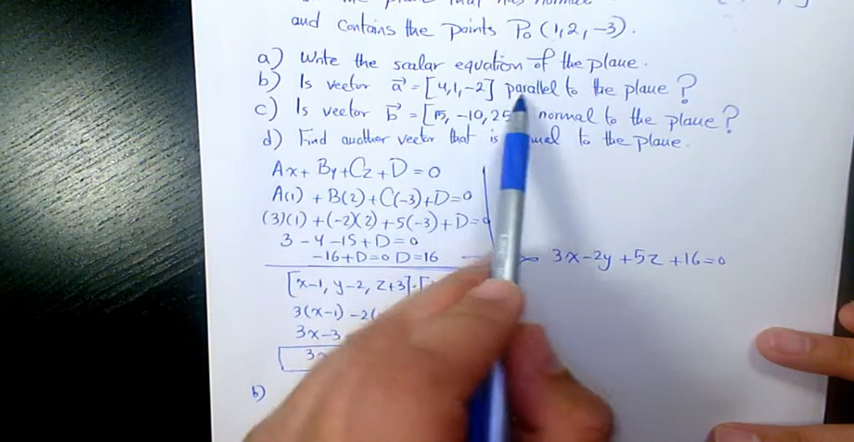 and contains the points P₀ (1, 2, -3).
a) Write the scalar equation of the plane.
b) Is vector a⃗ = [4, 1, -2] parallel to the plane?
c) Is vector b⃗ = [15, -10, 25 normal to the plane?
d) Find another vector that is to the plane.
Ax + By + Cz + D = 0
A(1) + B(2) + C(-3) + D = 0
(3)(1) + (-2)(2) + 5(-3) + D =
3 - 4 - 15 + D = 0
-16 + D = 0 D = 16
3x - 2y + 5z + 16 = 0
[x-1, y-2, z+3] · [
3(x-1) - 2(
3x - 3
b)